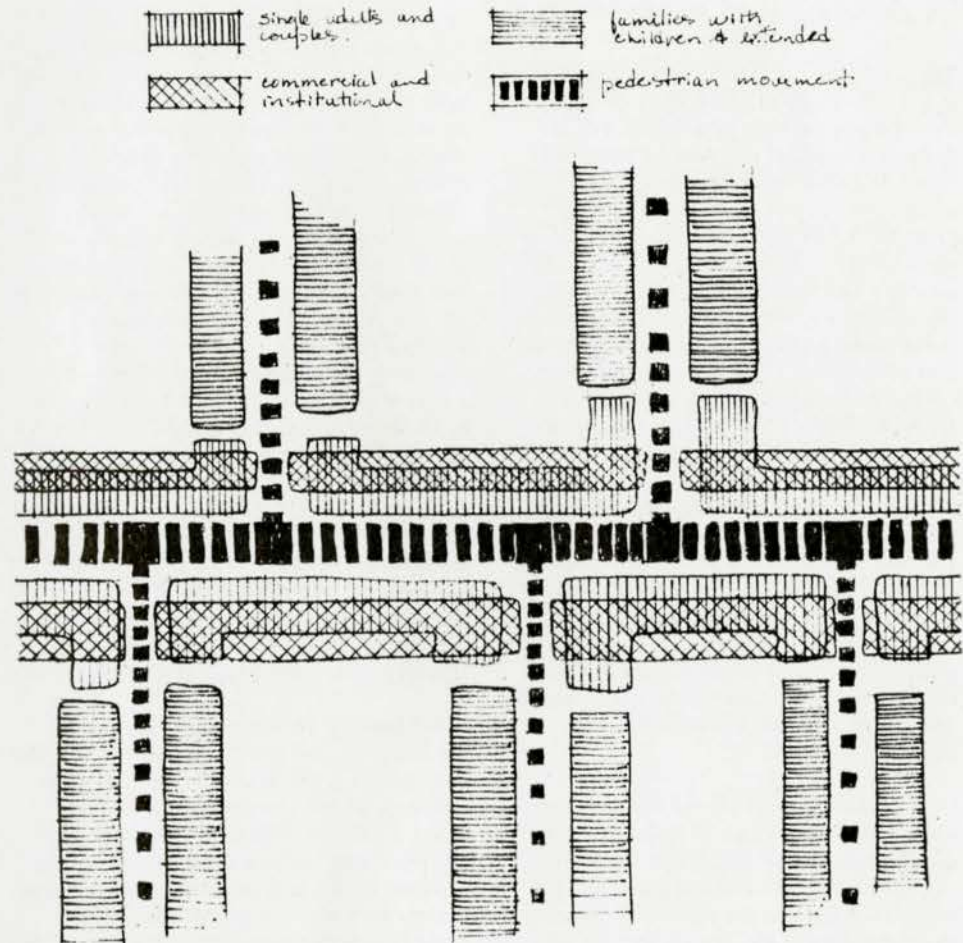 single adults and
couples.
families with
children & extended
commercial and
institutional
pedestrian movement